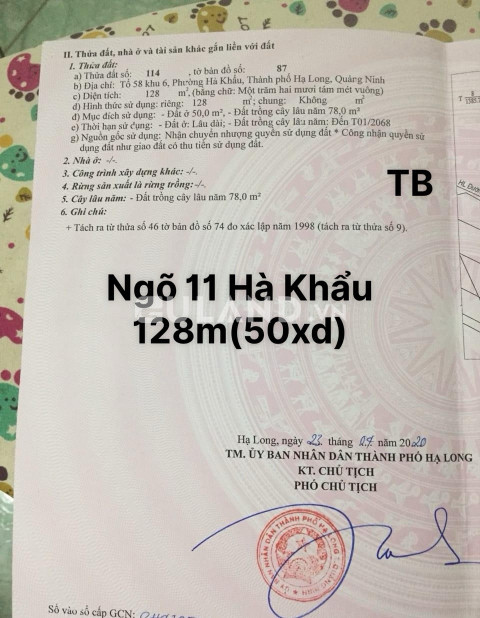 II. Thửa đất, nhà ở và tài sản khác gắn liền với đất
1. Thửa đất:
a) Thửa đất số: 114 , tờ bản đồ số: 87
b) Địa chỉ: Tổ 58 khu 6, Phường Hà Khẩu, Thành phố Hạ Long, Quảng Ninh
c) Diện tích: 128 m², (bằng chữ: Một trăm hai mươi tám mét vuông)
d) Hình thức sử dụng: riêng: 128 m²; chung: Không m²
đ) Mục đích sử dụng: - Đất ở 50,0 m², - Đất trồng cây lâu năm 78,0 m²
e) Thời hạn sử dụng: - Đất ở: Lâu dài; - Đất trồng cây lâu năm: Đến T01/2068
g) Nguồn gốc sử dụng: Nhận chuyển nhượng quyền sử dụng đất * Công nhận quyền sử
dụng đất như giao đất có thu tiền sử dụng đất.
2. Nhà ở: -/-.
3. Công trình xây dựng khác: -/-.
4. Rừng sản xuất là rừng trồng:-/-.
5. Cây lâu năm: - Đất trồng cây lâu năm 78,0 m²
6. Ghi chú:
+ Tách ra từ thửa số 46 tờ bản đồ số 74 đo xác lập năm 1998 (tách ra từ thửa số 9).
TB
Ngõ 11 Hà Khẩu
128m(50xd)
Hạ Long, ngày 23 tháng 07 năm 2020
TM. ỦY BAN NHÂN DÂN THÀNH PHỐ HẠ LONG
KT. CHỦ TỊCH
PHÓ CHỦ TỊCH
Số vào sổ cấp GCN: